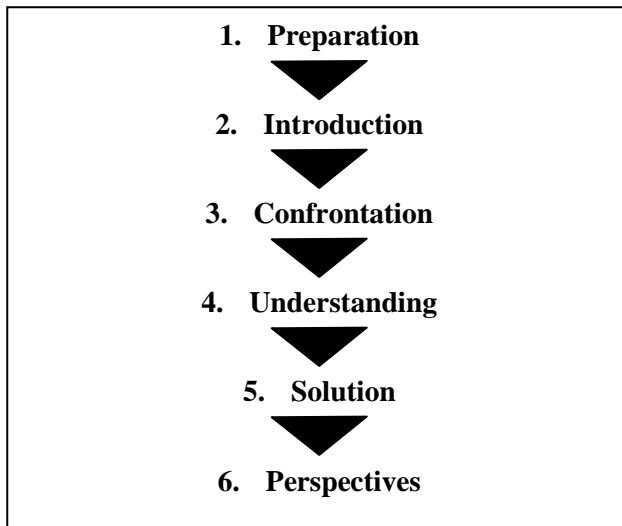 1. Preparation
2. Introduction
3. Confrontation
4. Understanding
5. Solution
6. Perspectives